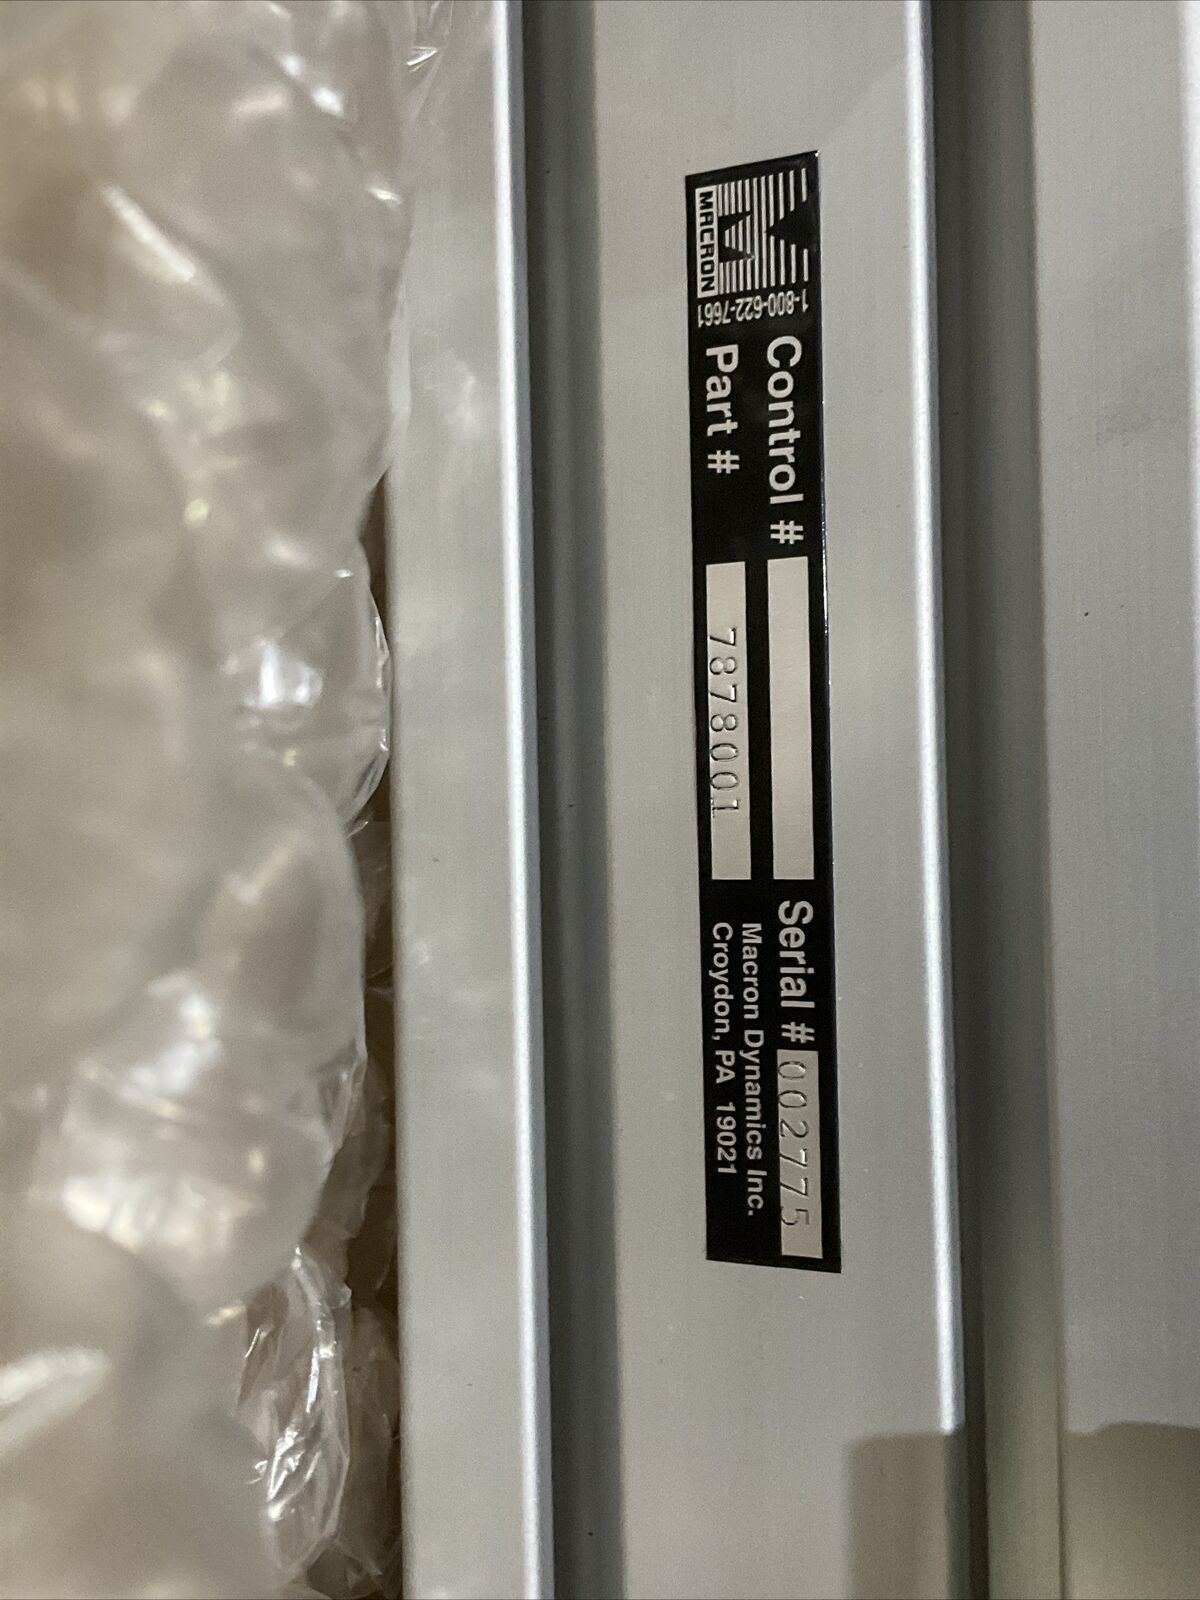 MACRON
1-800-622-7661
Control #
Serial # 002775
Part # 7878001
Macron Dynamics Inc.
Croydon, PA 19021